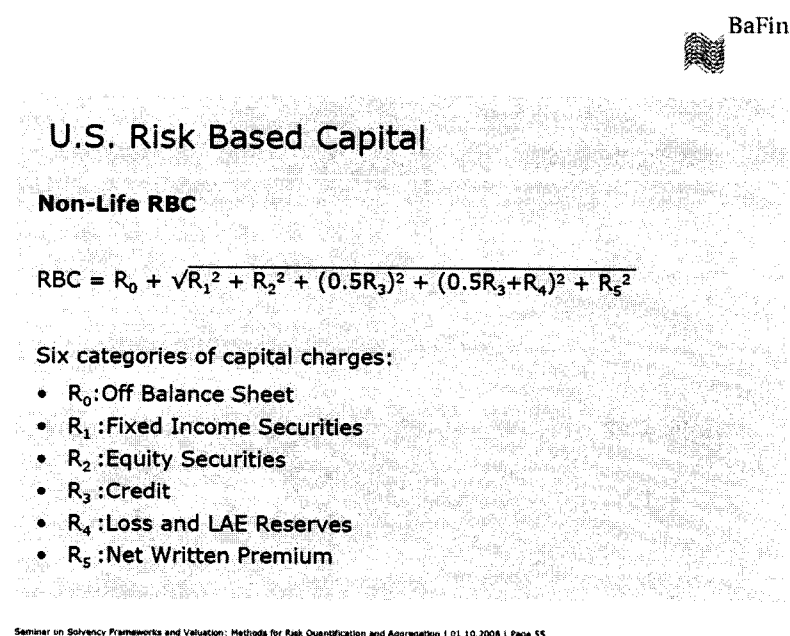 BaFin
U.S. Risk Based Capital
Non-Life RBC
RBC = R₀ + √R₁² + R₂² + (0.5R₃)² + (0.5R₃+R₄)² + R₅²
Six categories of capital charges:
• R₀:Off Balance Sheet
• R₁ :Fixed Income Securities
• R₂ :Equity Securities
• R₃ :Credit
• R₄ :Loss and LAE Reserves
• R₅ :Net Written Premium
Seminar on Solvency Frameworks and Valuation: Methods for Risk Quantification and Aggregation | 01.10.2008 | Page 55